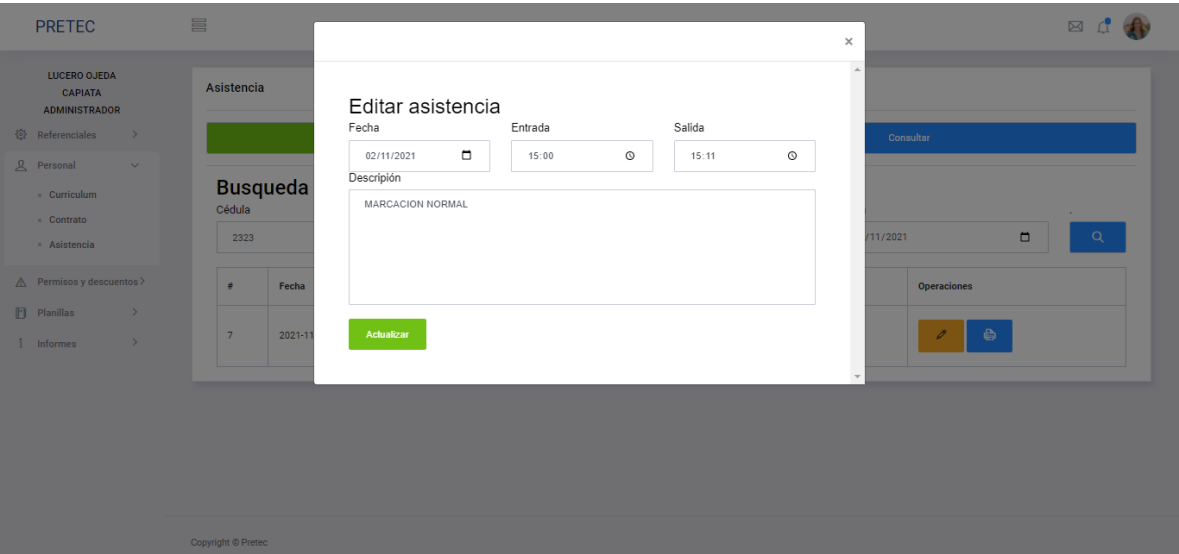 PRETEC
LUCERO OJEDA
CAPIATA
ADMINISTRADOR
Referenciales
Personal
Curriculum
Contrato
Asistencia
Permisos y descuentos
Planillas
Informes
Asistencia
Consultar
Busqueda
Cédula
2323
/11/2021
#
Fecha
Operaciones
7
2021-11
×
Editar asistencia
Fecha
Entrada
Salida
02/11/2021
15:00
15:11
Descripión
MARCACION NORMAL
Actualizar
Copyright © Pretec